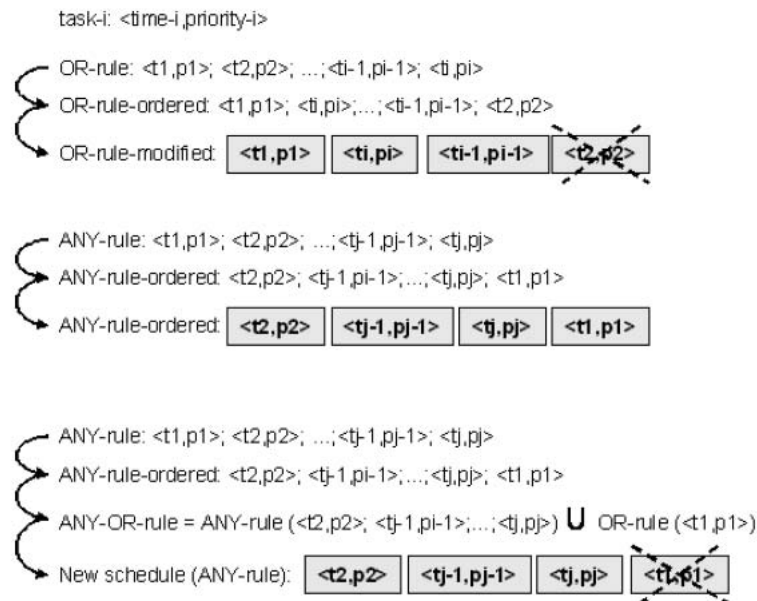 task-i: <time-i,priority-i>
OR-rule: <t1,p1>; <t2,p2>; ...;<ti-1,pi-1>; <ti,pi>
OR-rule-ordered: <t1,p1>; <ti,pi>;...;<ti-1,pi-1>; <t2,p2>
OR-rule-modified: <t1,p1> <ti,pi> <ti-1,pi-1> <t2,p2>
ANY-rule: <t1,p1>; <t2,p2>; ...;<tj-1,pj-1>; <tj,pj>
ANY-rule-ordered: <t2,p2>; <tj-1,pi-1>;...;<tj,pj>; <t1,p1>
ANY-rule-ordered: <t2,p2> <tj-1,pj-1> <tj,pj> <t1,p1>
ANY-rule: <t1,p1>; <t2,p2>; ...;<tj-1,pj-1>; <tj,pj>
ANY-rule-ordered: <t2,p2>; <tj-1,pi-1>;...;<tj,pj>; <t1,p1>
ANY-OR-rule = ANY-rule (<t2,p2>; <tj-1,pi-1>;...;<tj,pj>) U OR-rule (<t1,p1>)
New schedule (ANY-rule): <t2,p2> <tj-1,pj-1> <tj,pj> <t1,p1>